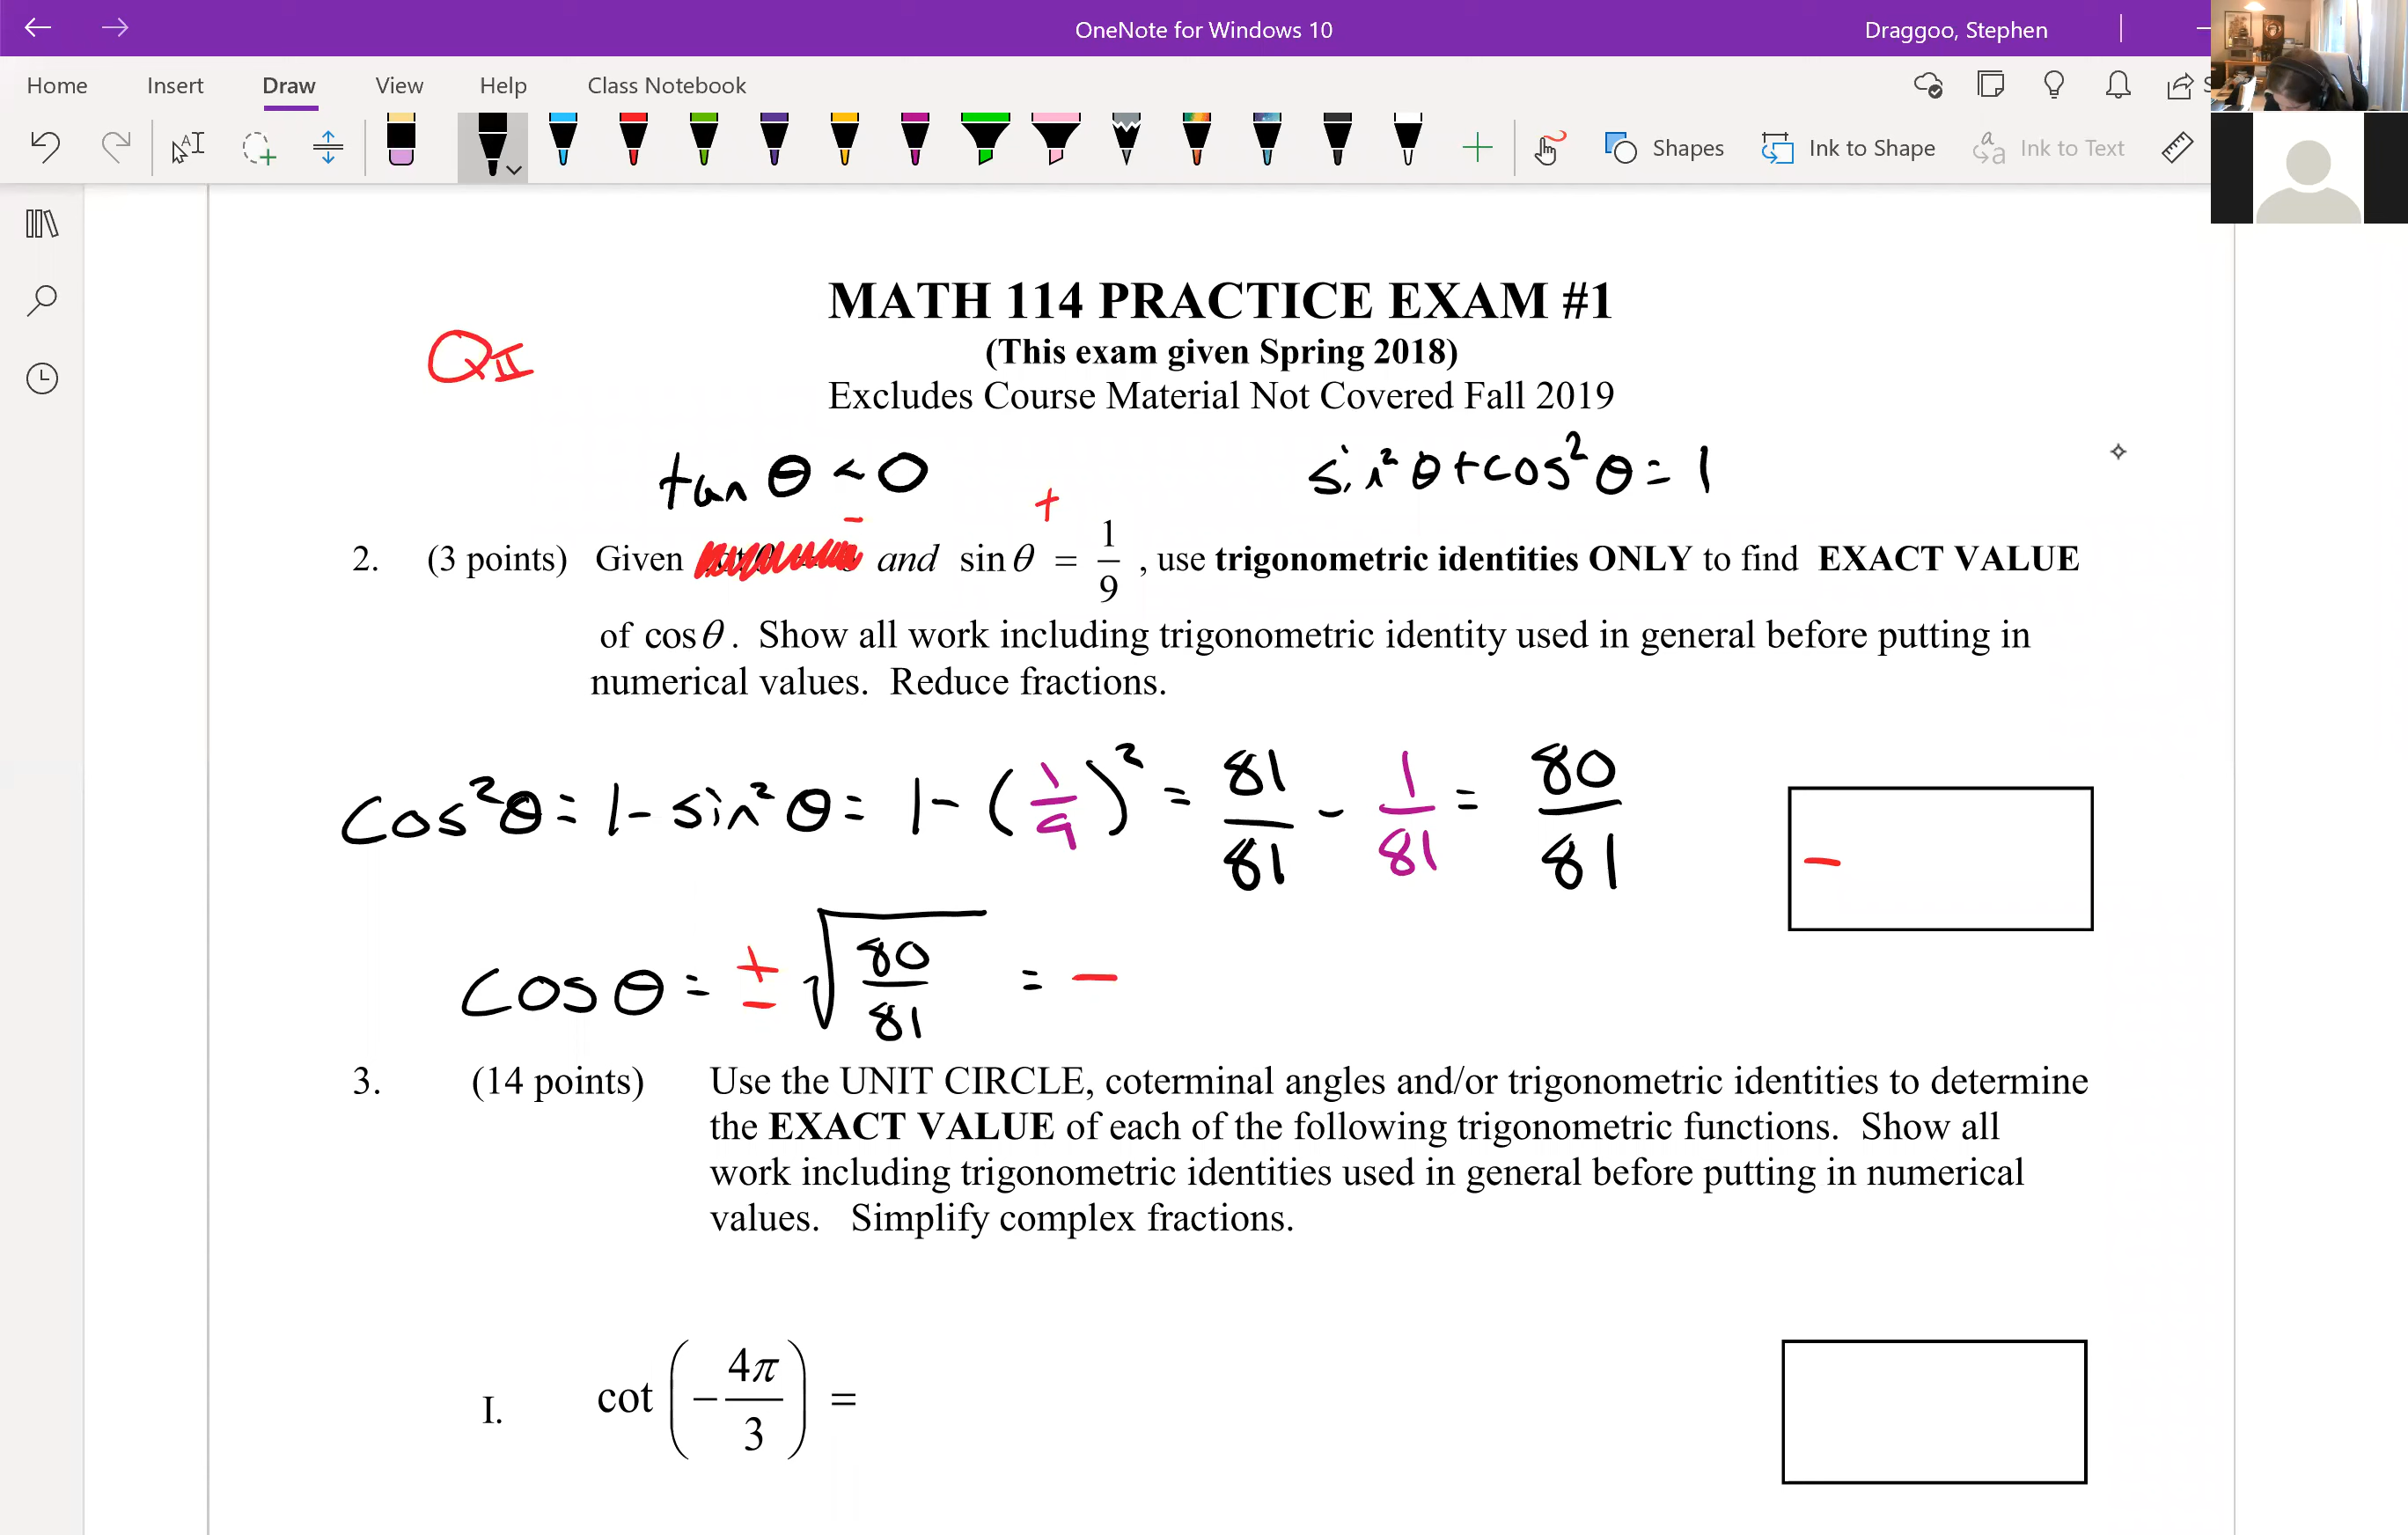 OneNote for Windows 10
Draggoo, Stephen
Home Insert Draw View Help Class Notebook
Shapes Ink to Shape Ink to Text
MATH 114 PRACTICE EXAM #1
(This exam given Spring 2018)
QII
Excludes Course Material Not Covered Fall 2019
tan θ < 0 sin²θ + cos²θ = 1
- +
2. (3 points) Given and sin θ = 1/9 , use trigonometric identities ONLY to find EXACT VALUE
of cos θ. Show all work including trigonometric identity used in general before putting in
numerical values. Reduce fractions.
cos²θ = 1 - sin²θ = 1 - (1/9)² = 81/81 - 1/81 = 80/81
-
cos θ = ± √(80/81) = -
3. (14 points) Use the UNIT CIRCLE, coterminal angles and/or trigonometric identities to determine
the EXACT VALUE of each of the following trigonometric functions. Show all
work including trigonometric identities used in general before putting in numerical
values. Simplify complex fractions.
I. cot(-4π/3) =